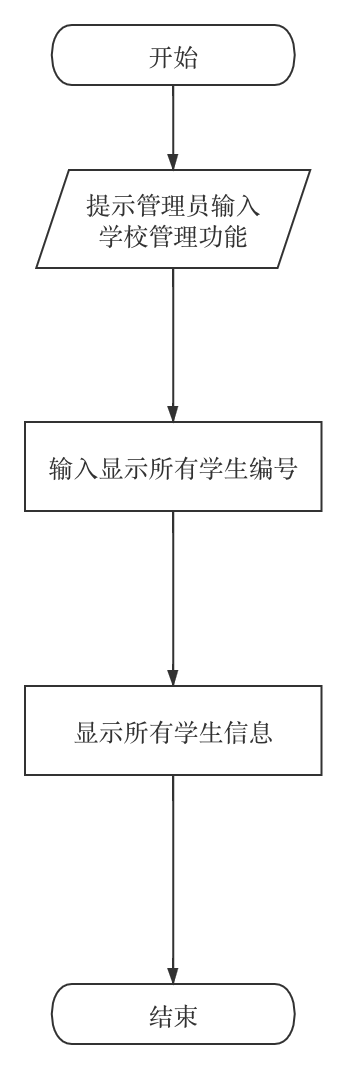 开始
提示管理员输入
学校管理功能
输入显示所有学生编号
显示所有学生信息
结束